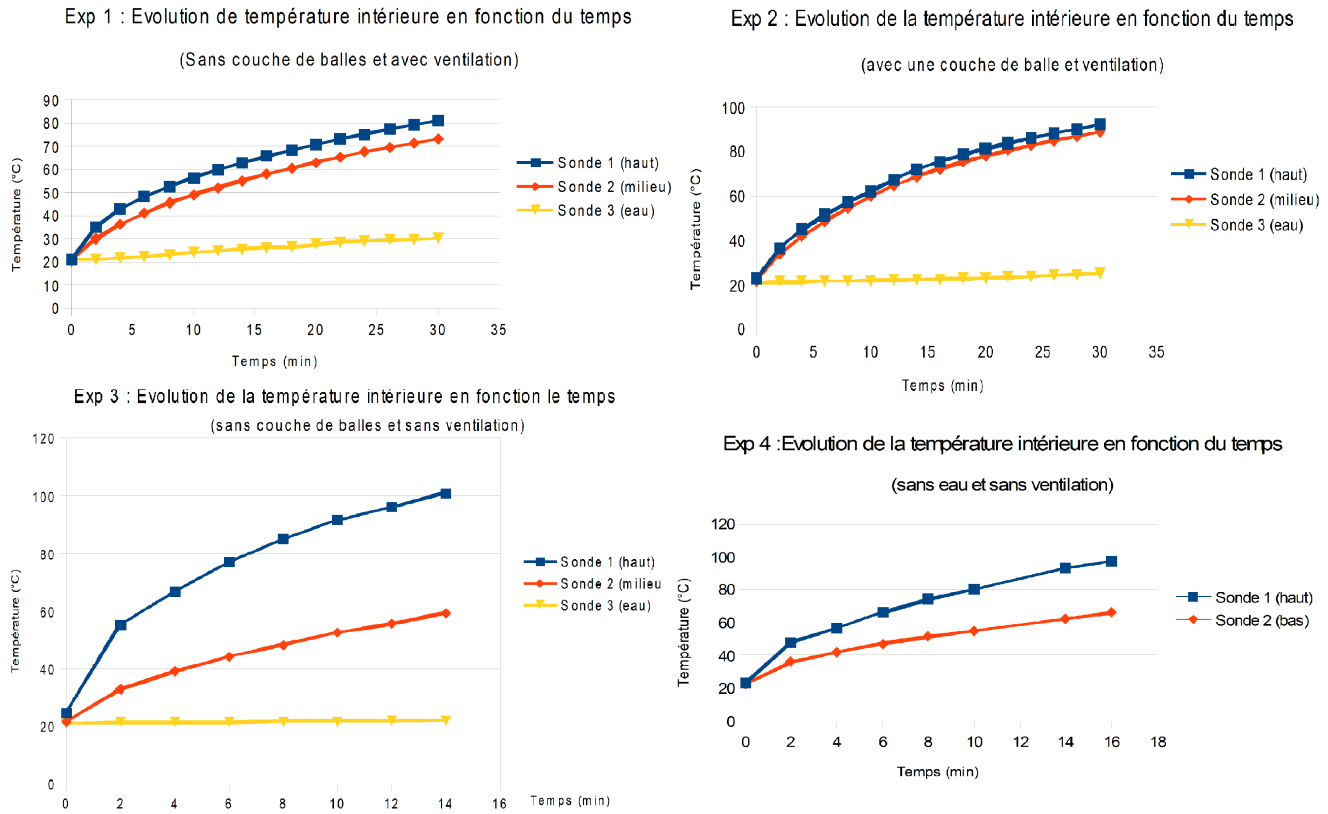 Exp 1 : Evolution de température intérieure en fonction du temps
(Sans couche de balles et avec ventilation)
90
80
70
60
50
40
30
20
10
0
Température (°C)
0 5 10 15 20 25 30 35
Temps (min)
Sonde 1 (haut)
Sonde 2 (milieu)
Sonde 3 (eau)
Exp 2 : Evolution de la température intérieure en fonction du temps
(avec une couche de balle et ventilation)
100
80
60
40
20
0
Température (°C)
0 5 10 15 20 25 30 35
Temps (min)
Sonde 1 (haut)
Sonde 2 (milieu)
Sonde 3 (eau)
Exp 3 : Evolution de la température intérieure en fonction le temps
(sans couche de balles et sans ventilation)
120
100
80
60
40
20
0
Température (°C)
0 2 4 6 8 10 12 14
Temps (min)
Sonde 1 (haut)
Sonde 2 (milieu
Sonde 3 (eau)
Exp 4 :Evolution de la température intérieure en fonction du temps
(sans eau et sans ventilation)
120
100
80
60
40
20
0
Température (°C)
0 2 4 6 8 10 12 14 16 18
Temps (min)
Sonde 1 (haut)
Sonde 2 (bas)